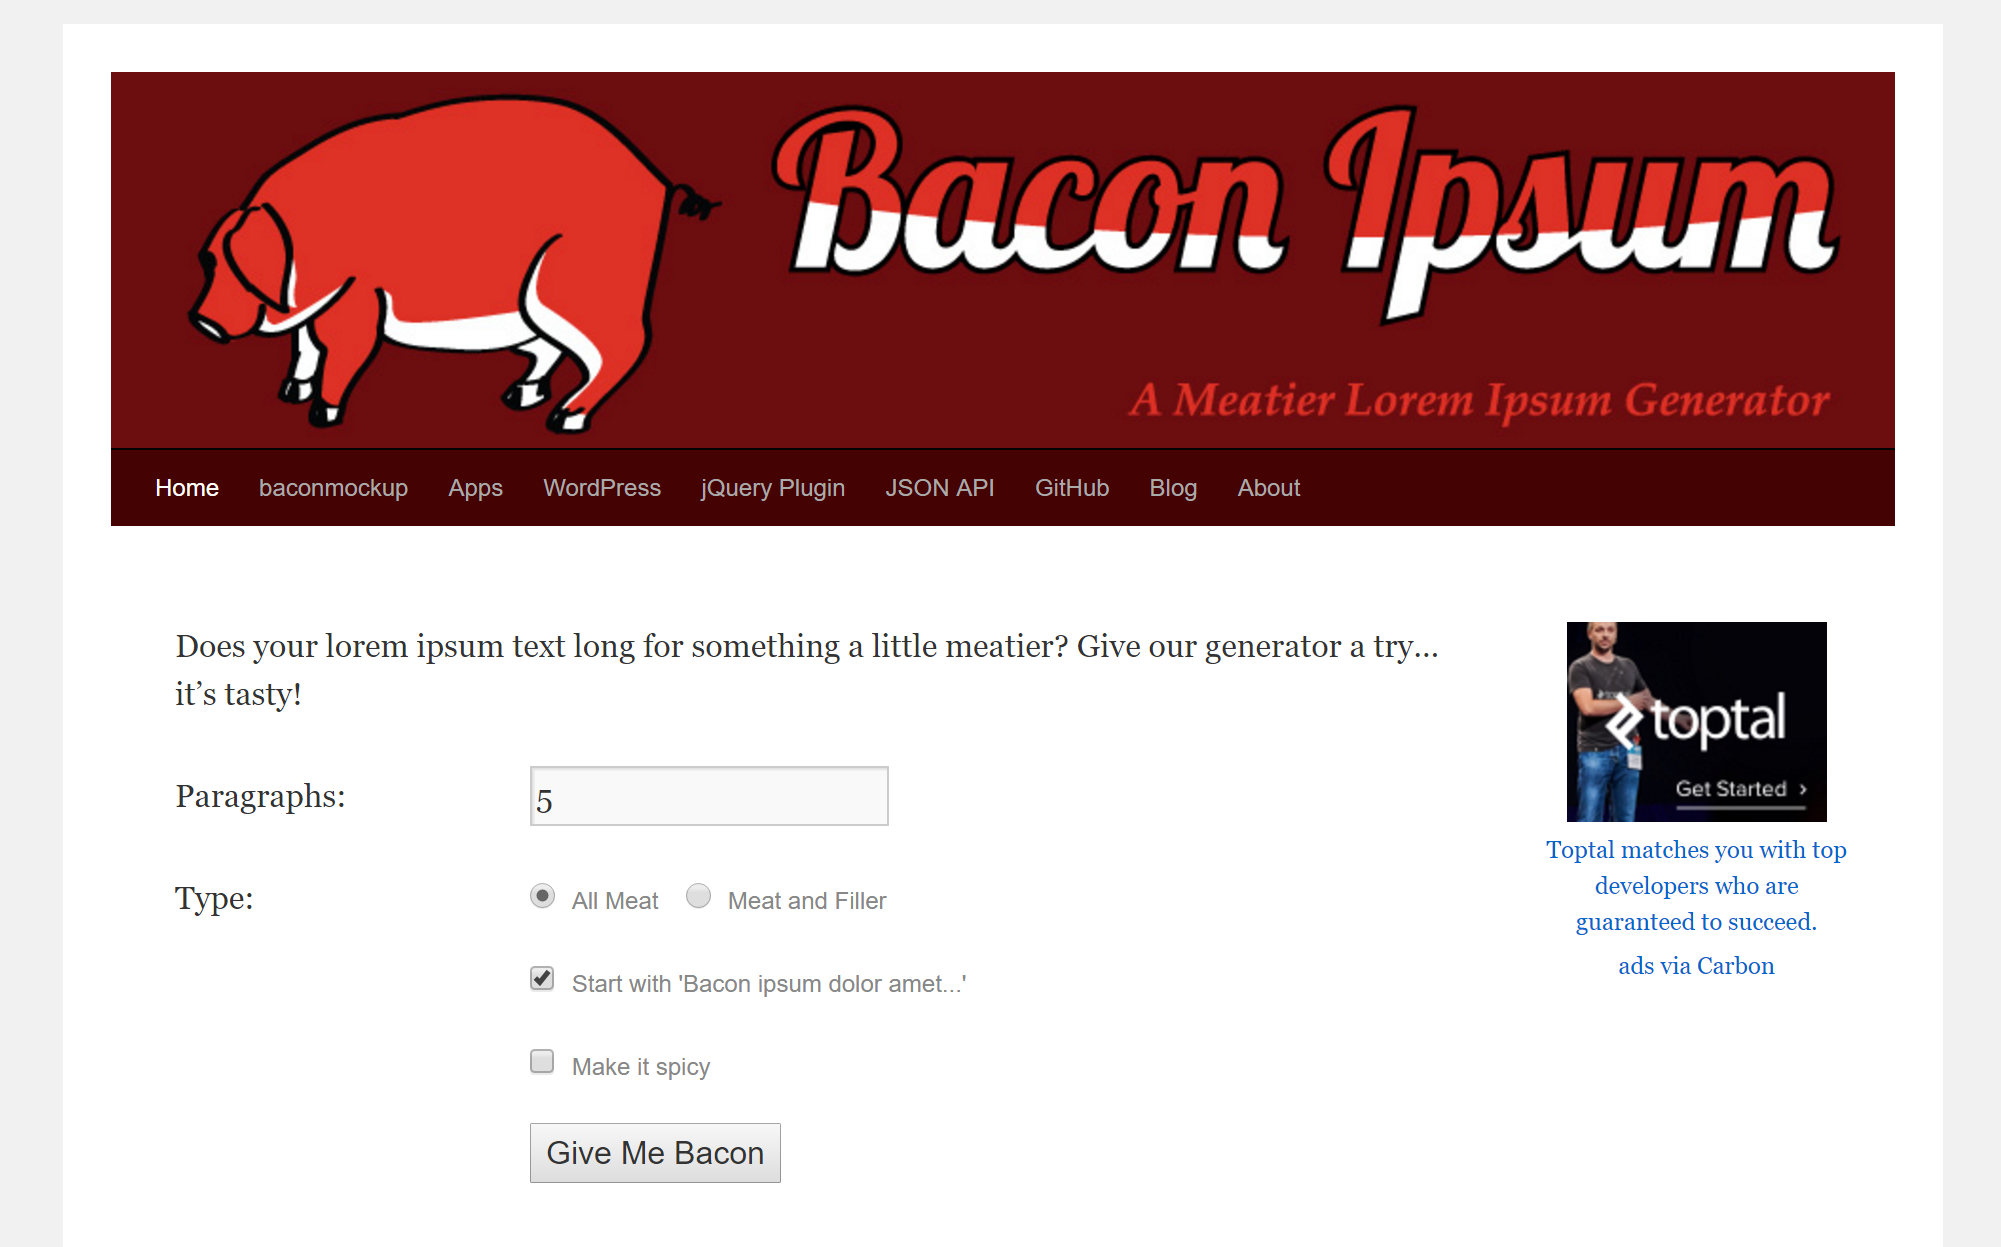 Bacon Ipsum
A Meatier Lorem Ipsum Generator
Home baconmockup Apps WordPress jQuery Plugin JSON API GitHub Blog About
Does your lorem ipsum text long for something a little meatier? Give our generator a try…
it’s tasty!
Paragraphs: 5
Type: All Meat Meat and Filler
Start with 'Bacon ipsum dolor amet...'
Make it spicy
Give Me Bacon
toptal
Get Started ›
Toptal matches you with top
developers who are
guaranteed to succeed.
ads via Carbon